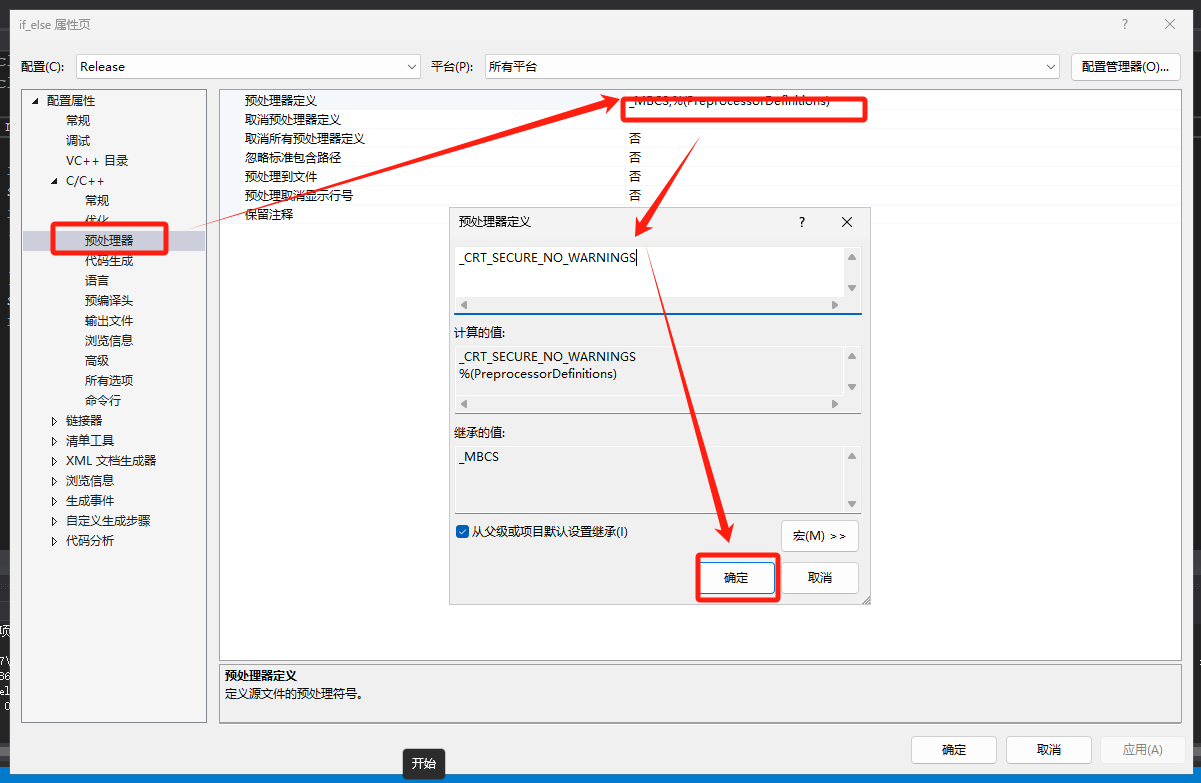 if_else 属性页
配置(C):
Release
平台(P):
所有平台
配置管理器(O)...
配置属性
常规
调试
VC++ 目录
C/C++
常规
优化
预处理器
代码生成
语言
预编译头
输出文件
浏览信息
高级
所有选项
命令行
链接器
清单工具
XML 文档生成器
浏览信息
生成事件
自定义生成步骤
代码分析
预处理器定义
_MBCS;%(PreprocessorDefinitions)
取消预处理器定义
取消所有预处理器定义
否
忽略标准包含路径
否
预处理到文件
否
预处理取消显示行号
否
保留注释
预处理器定义
_CRT_SECURE_NO_WARNINGS
计算的值:
_CRT_SECURE_NO_WARNINGS
%(PreprocessorDefinitions)
继承的值:
_MBCS
从父级或项目默认设置继承(I)
宏(M) >>
确定
取消
预处理器定义
定义源文件的预处理符号。
确定
取消
应用(A)
开始